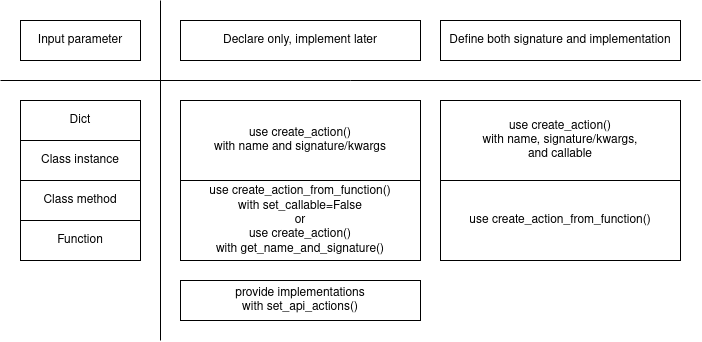 Input parameter
Declare only, implement later
Define both signature and implementation
Dict
Class instance
Class method
Function
use create_action()
with name and signature/kwargs
use create_action()
with name, signature/kwargs,
and callable
use create_action_from_function()
with set_callable=False
or
use create_action()
with get_name_and_signature()
use create_action_from_function()
provide implementations
with set_api_actions()